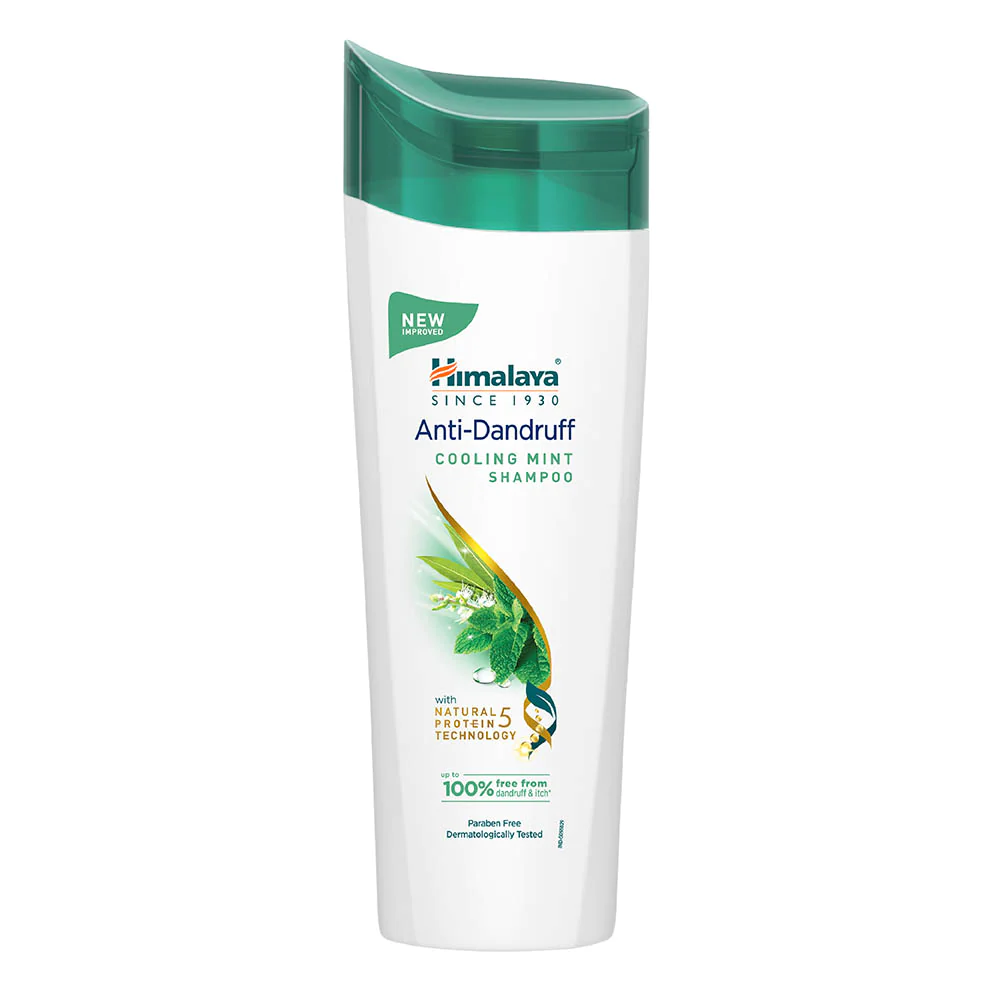 NEW
IMPROVED
Himalaya®
SINCE 1930
Anti-Dandruff
COOLING MINT
SHAMPOO
with
NATURAL 5
PROTEIN
TECHNOLOGY
up to
100% free from
dandruff & itch*
Paraben Free
Dermatologically Tested